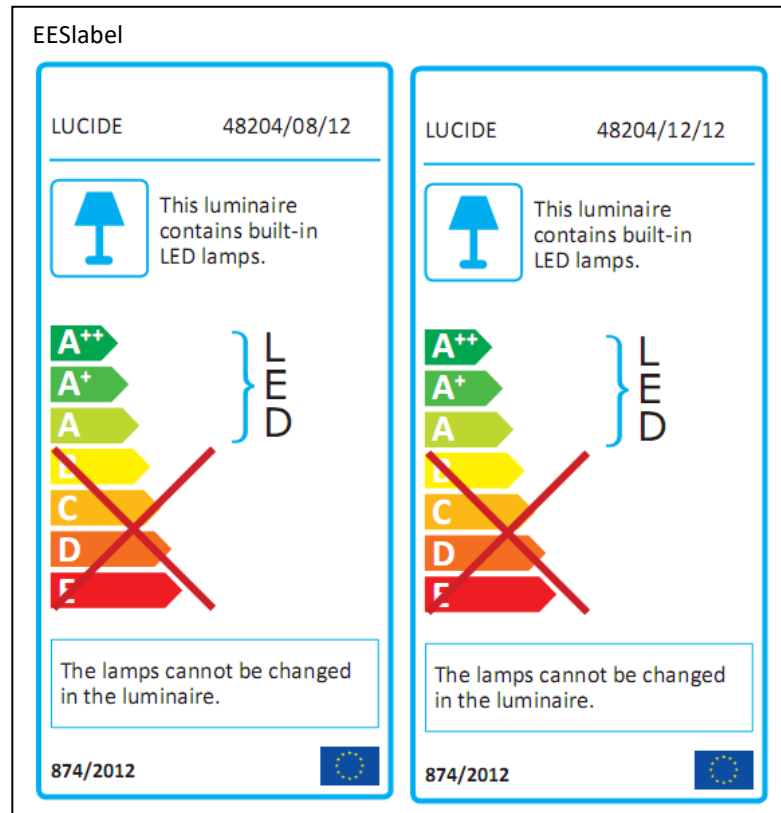 EESlabel
LUCIDE 48204/08/12
This luminaire
contains built-in
LED lamps.
A++
A+
A
B
C
D
E
L
E
D
The lamps cannot be changed
in the luminaire.
874/2012
LUCIDE 48204/12/12
This luminaire
contains built-in
LED lamps.
A++
A+
A
B
C
D
E
L
E
D
The lamps cannot be changed
in the luminaire.
874/2012